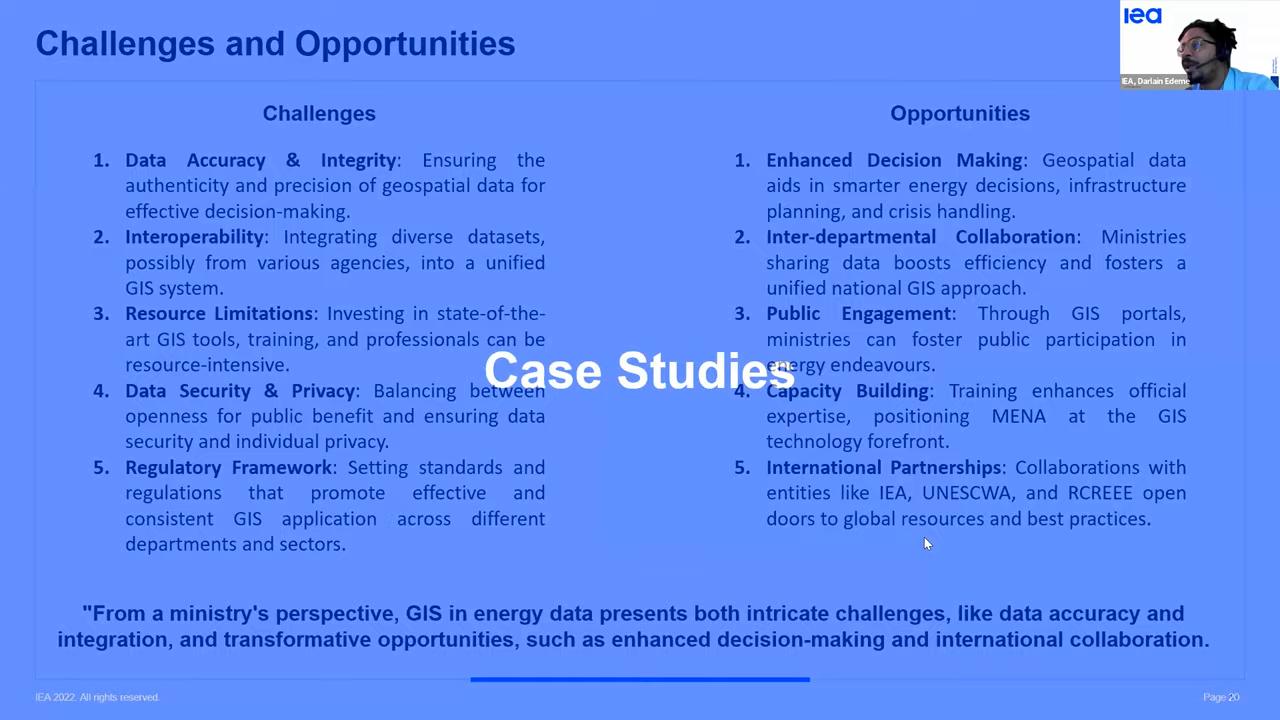 Challenges and Opportunities
iea
IEA, Darlain Edeme
Challenges
1. Data Accuracy & Integrity: Ensuring the
authenticity and precision of geospatial data for
effective decision-making.
2. Interoperability: Integrating diverse datasets,
possibly from various agencies, into a unified
GIS system.
3. Resource Limitations: Investing in state-of-the-
art GIS tools, training, and professionals can be
resource-intensive.
4. Data Security & Privacy: Balancing between
openness for public benefit and ensuring data
security and individual privacy.
5. Regulatory Framework: Setting standards and
regulations that promote effective and
consistent GIS application across different
departments and sectors.
Case Studies
Opportunities
1. Enhanced Decision Making: Geospatial data
aids in smarter energy decisions, infrastructure
planning, and crisis handling.
2. Inter-departmental Collaboration: Ministries
sharing data boosts efficiency and fosters a
unified national GIS approach.
3. Public Engagement: Through GIS portals,
ministries can foster public participation in
energy endeavours.
4. Capacity Building: Training enhances official
expertise, positioning MENA at the GIS
technology forefront.
5. International Partnerships: Collaborations with
entities like IEA, UNESCWA, and RCREEE open
doors to global resources and best practices.
"From a ministry's perspective, GIS in energy data presents both intricate challenges, like data accuracy and
integration, and transformative opportunities, such as enhanced decision-making and international collaboration.
IEA 2022. All rights reserved.
Page 20